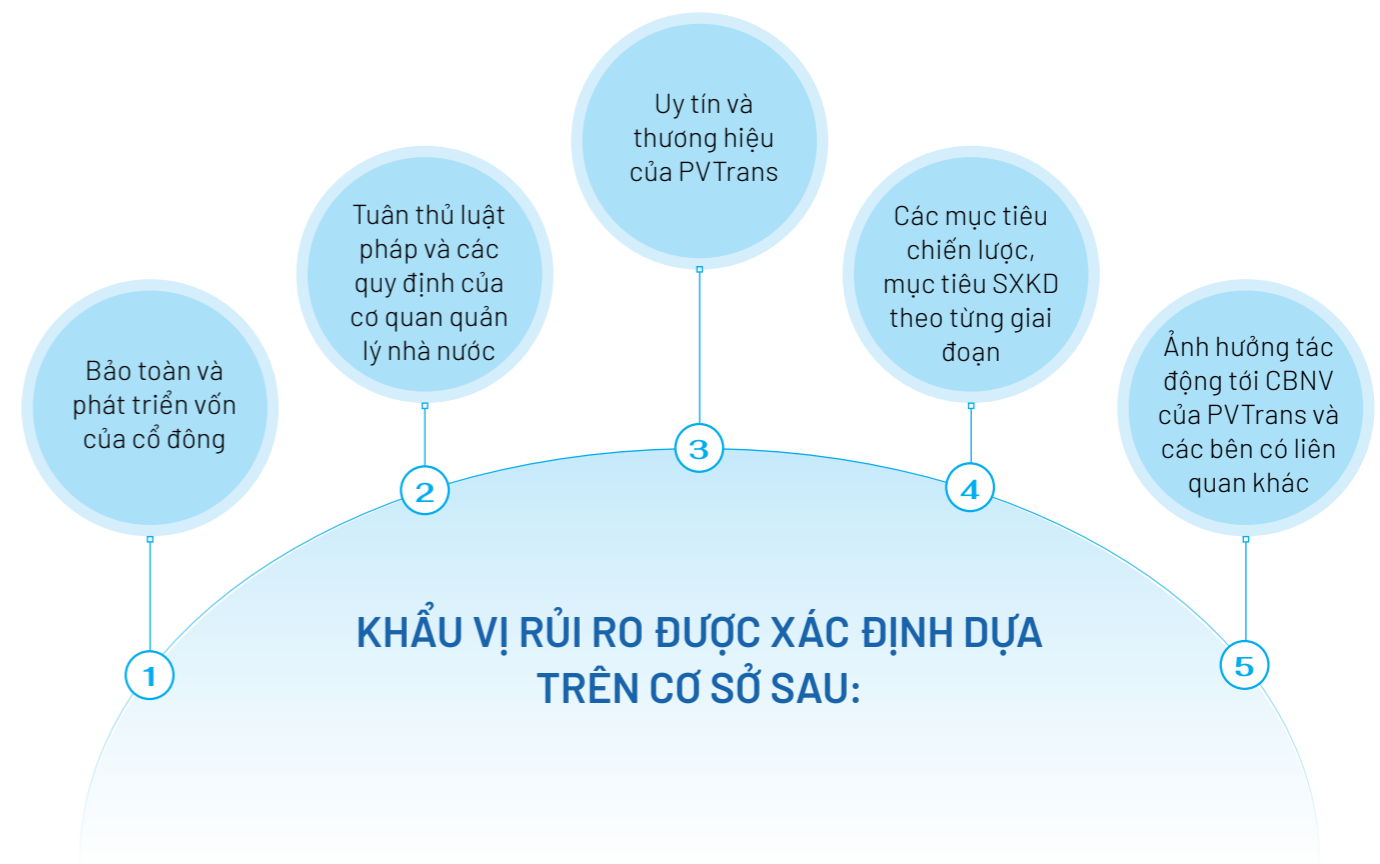 Bảo toàn và
phát triển vốn
của cổ đông
1
Tuân thủ luật
pháp và các
quy định của
cơ quan quản
lý nhà nước
2
Uy tín và
thương hiệu
của PVTrans
3
Các mục tiêu
chiến lược,
mục tiêu SXKD
theo từng giai
đoạn
4
Ảnh hưởng tác
động tới CBNV
của PVTrans và
các bên có liên
quan khác
5
KHẨU VỊ RỦI RO ĐƯỢC XÁC ĐỊNH DỰA
TRÊN CƠ SỞ SAU: